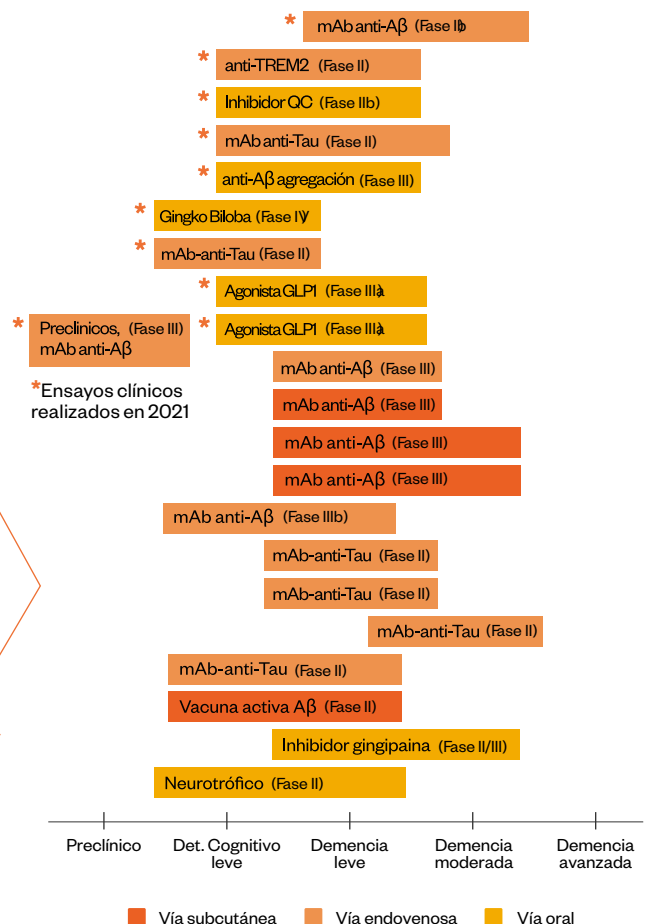 * mAb anti-Aβ (Fase IIb)
* anti-TREM2 (Fase II)
* Inhibidor QC (Fase IIb)
* mAb anti-Tau (Fase II)
* anti-Aβ agregación (Fase III)
* Gingko Biloba (Fase IV)
* mAb-anti-Tau (Fase II)
* Agonista GLP1 (Fase IIIa)
* Preclinicos, (Fase III)
mAb anti-Aβ
* Agonista GLP1 (Fase IIIa)
mAb anti-Aβ (Fase III)
*Ensayos clínicos
realizados en 2021
mAb anti-Aβ (Fase III)
mAb anti-Aβ (Fase III)
mAb anti-Aβ (Fase III)
mAb anti-Aβ (Fase IIIb)
mAb-anti-Tau (Fase II)
mAb-anti-Tau (Fase II)
mAb-anti-Tau (Fase II)
mAb-anti-Tau (Fase II)
Vacuna activa Aβ (Fase II)
Inhibidor gingipaina (Fase II/III)
Neurotrófico (Fase II)
Preclínico
Det. Cognitivo
leve
Demencia
leve
Demencia
moderada
Demencia
avanzada
Vía subcutánea
Vía endovenosa
Vía oral